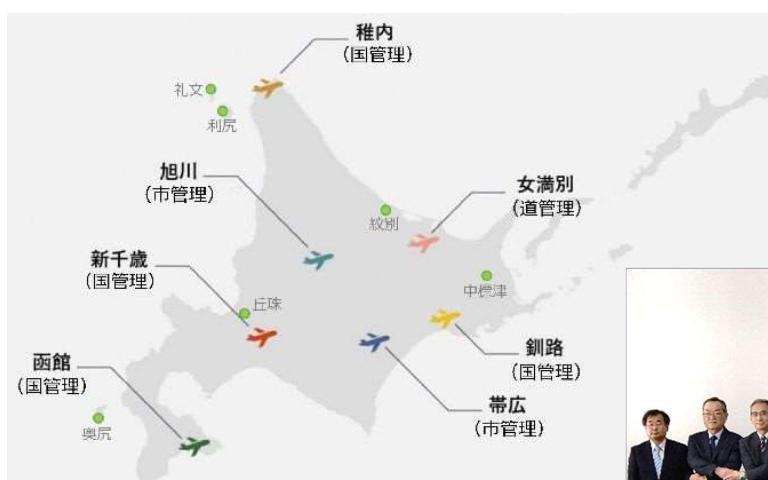 稚内
（国管理）
礼文
利尻
旭川
（市管理）
女満別
（道管理）
紋別
新千歳
（国管理）
中標津
丘珠
釧路
（国管理）
函館
（国管理）
帯広
（市管理）
奥尻